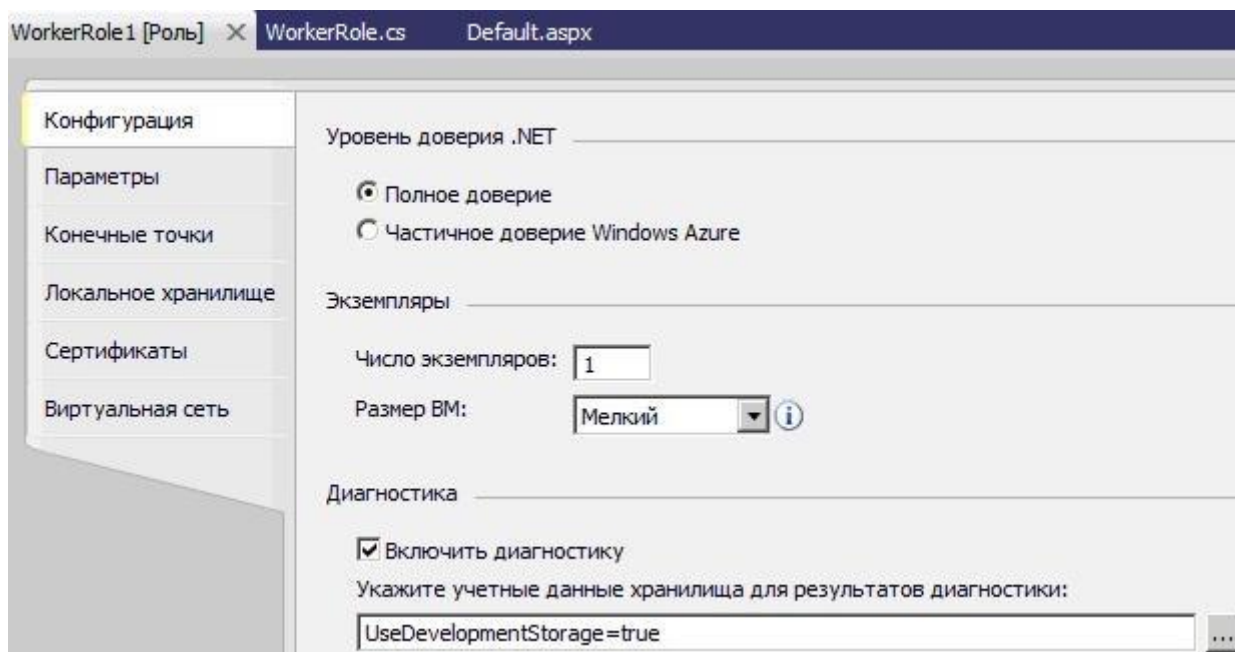 WorkerRole1 [Роль] WorkerRole.cs Default.aspx
Конфигурация
Параметры
Конечные точки
Локальное хранилище
Сертификаты
Виртуальная сеть
Уровень доверия .NET
Полное доверие
Частичное доверие Windows Azure
Экземпляры
Число экземпляров: 1
Размер ВМ: Мелкий
Диагностика
Включить диагностику
Укажите учетные данные хранилища для результатов диагностики:
UseDevelopmentStorage=true ...